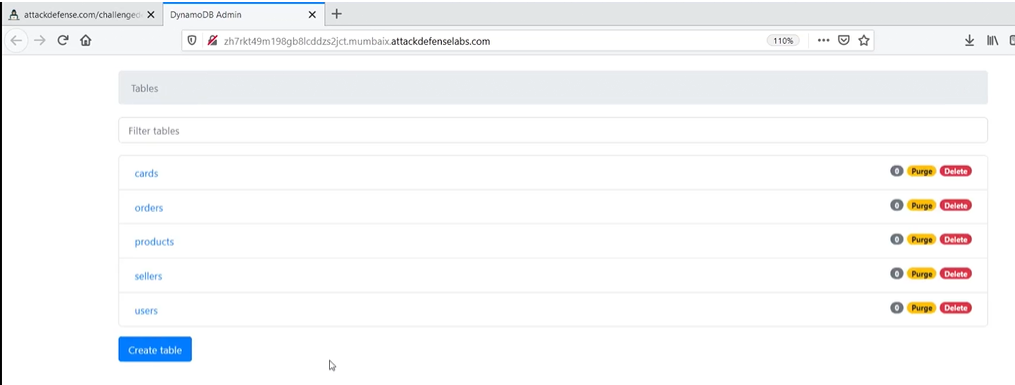 attackdefense.com/challenged
DynamoDB Admin
zh7rkt49m198gb8lcddzs2jct.mumbaix.attackdefenselabs.com
110%
Tables
Filter tables
cards 0 Purge Delete
orders 0 Purge Delete
products 0 Purge Delete
sellers 0 Purge Delete
users 0 Purge Delete
Create table